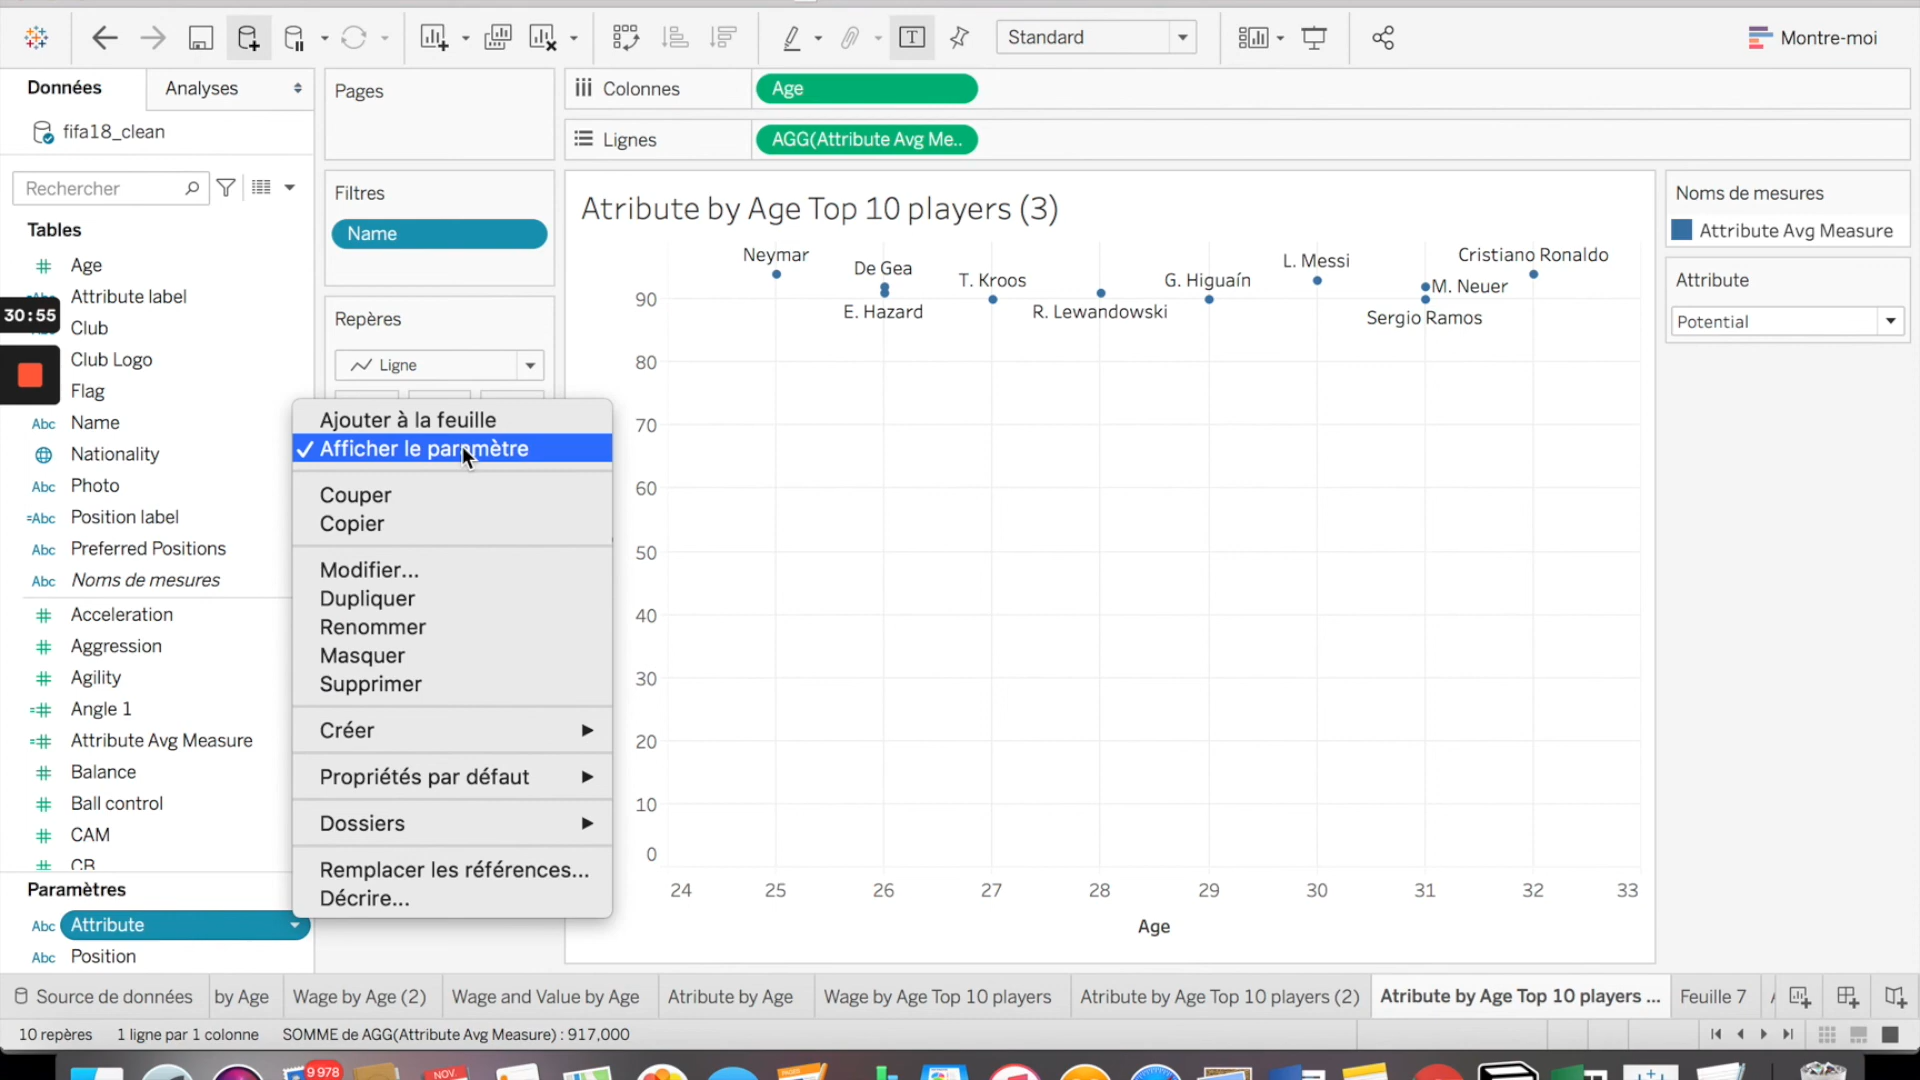 Standard
Montre-moi
Données
Analyses
fifa18_clean
Rechercher
Tables
Age
Attribute label
30:55
Club
Club Logo
Flag
Abc Name
Nationality
Abc Photo
=Abc Position label
Abc Preferred Positions
Abc Noms de mesures
Acceleration
Aggression
Agility
Angle 1
Attribute Avg Measure
Balance
Ball control
CAM
CB
Paramètres
Abc Attribute
Abc Position
Pages
Filtres
Name
Repères
Ligne
Ajouter à la feuille
✓ Afficher le paramètre
Couper
Copier
Modifier...
Dupliquer
Renommer
Masquer
Supprimer
Créer
Propriétés par défaut
Dossiers
Remplacer les références...
Décrire...
Colonnes
Age
Lignes
AGG(Attribute Avg Me..
Atribute by Age Top 10 players (3)
Neymar
De Gea
E. Hazard
T. Kroos
R. Lewandowski
G. Higuaín
L. Messi
M. Neuer
Sergio Ramos
Cristiano Ronaldo
90
80
70
60
50
40
30
20
10
0
24 25 26 27 28 29 30 31 32 33
Age
Noms de mesures
Attribute Avg Measure
Attribute
Potential
Source de données
by Age
Wage by Age (2)
Wage and Value by Age
Atribute by Age
Wage by Age Top 10 players
Atribute by Age Top 10 players (2)
Atribute by Age Top 10 players ...
Feuille 7
10 repères
1 ligne par 1 colonne
SOMME de AGG(Attribute Avg Measure) : 917,000
9 978
NOV.